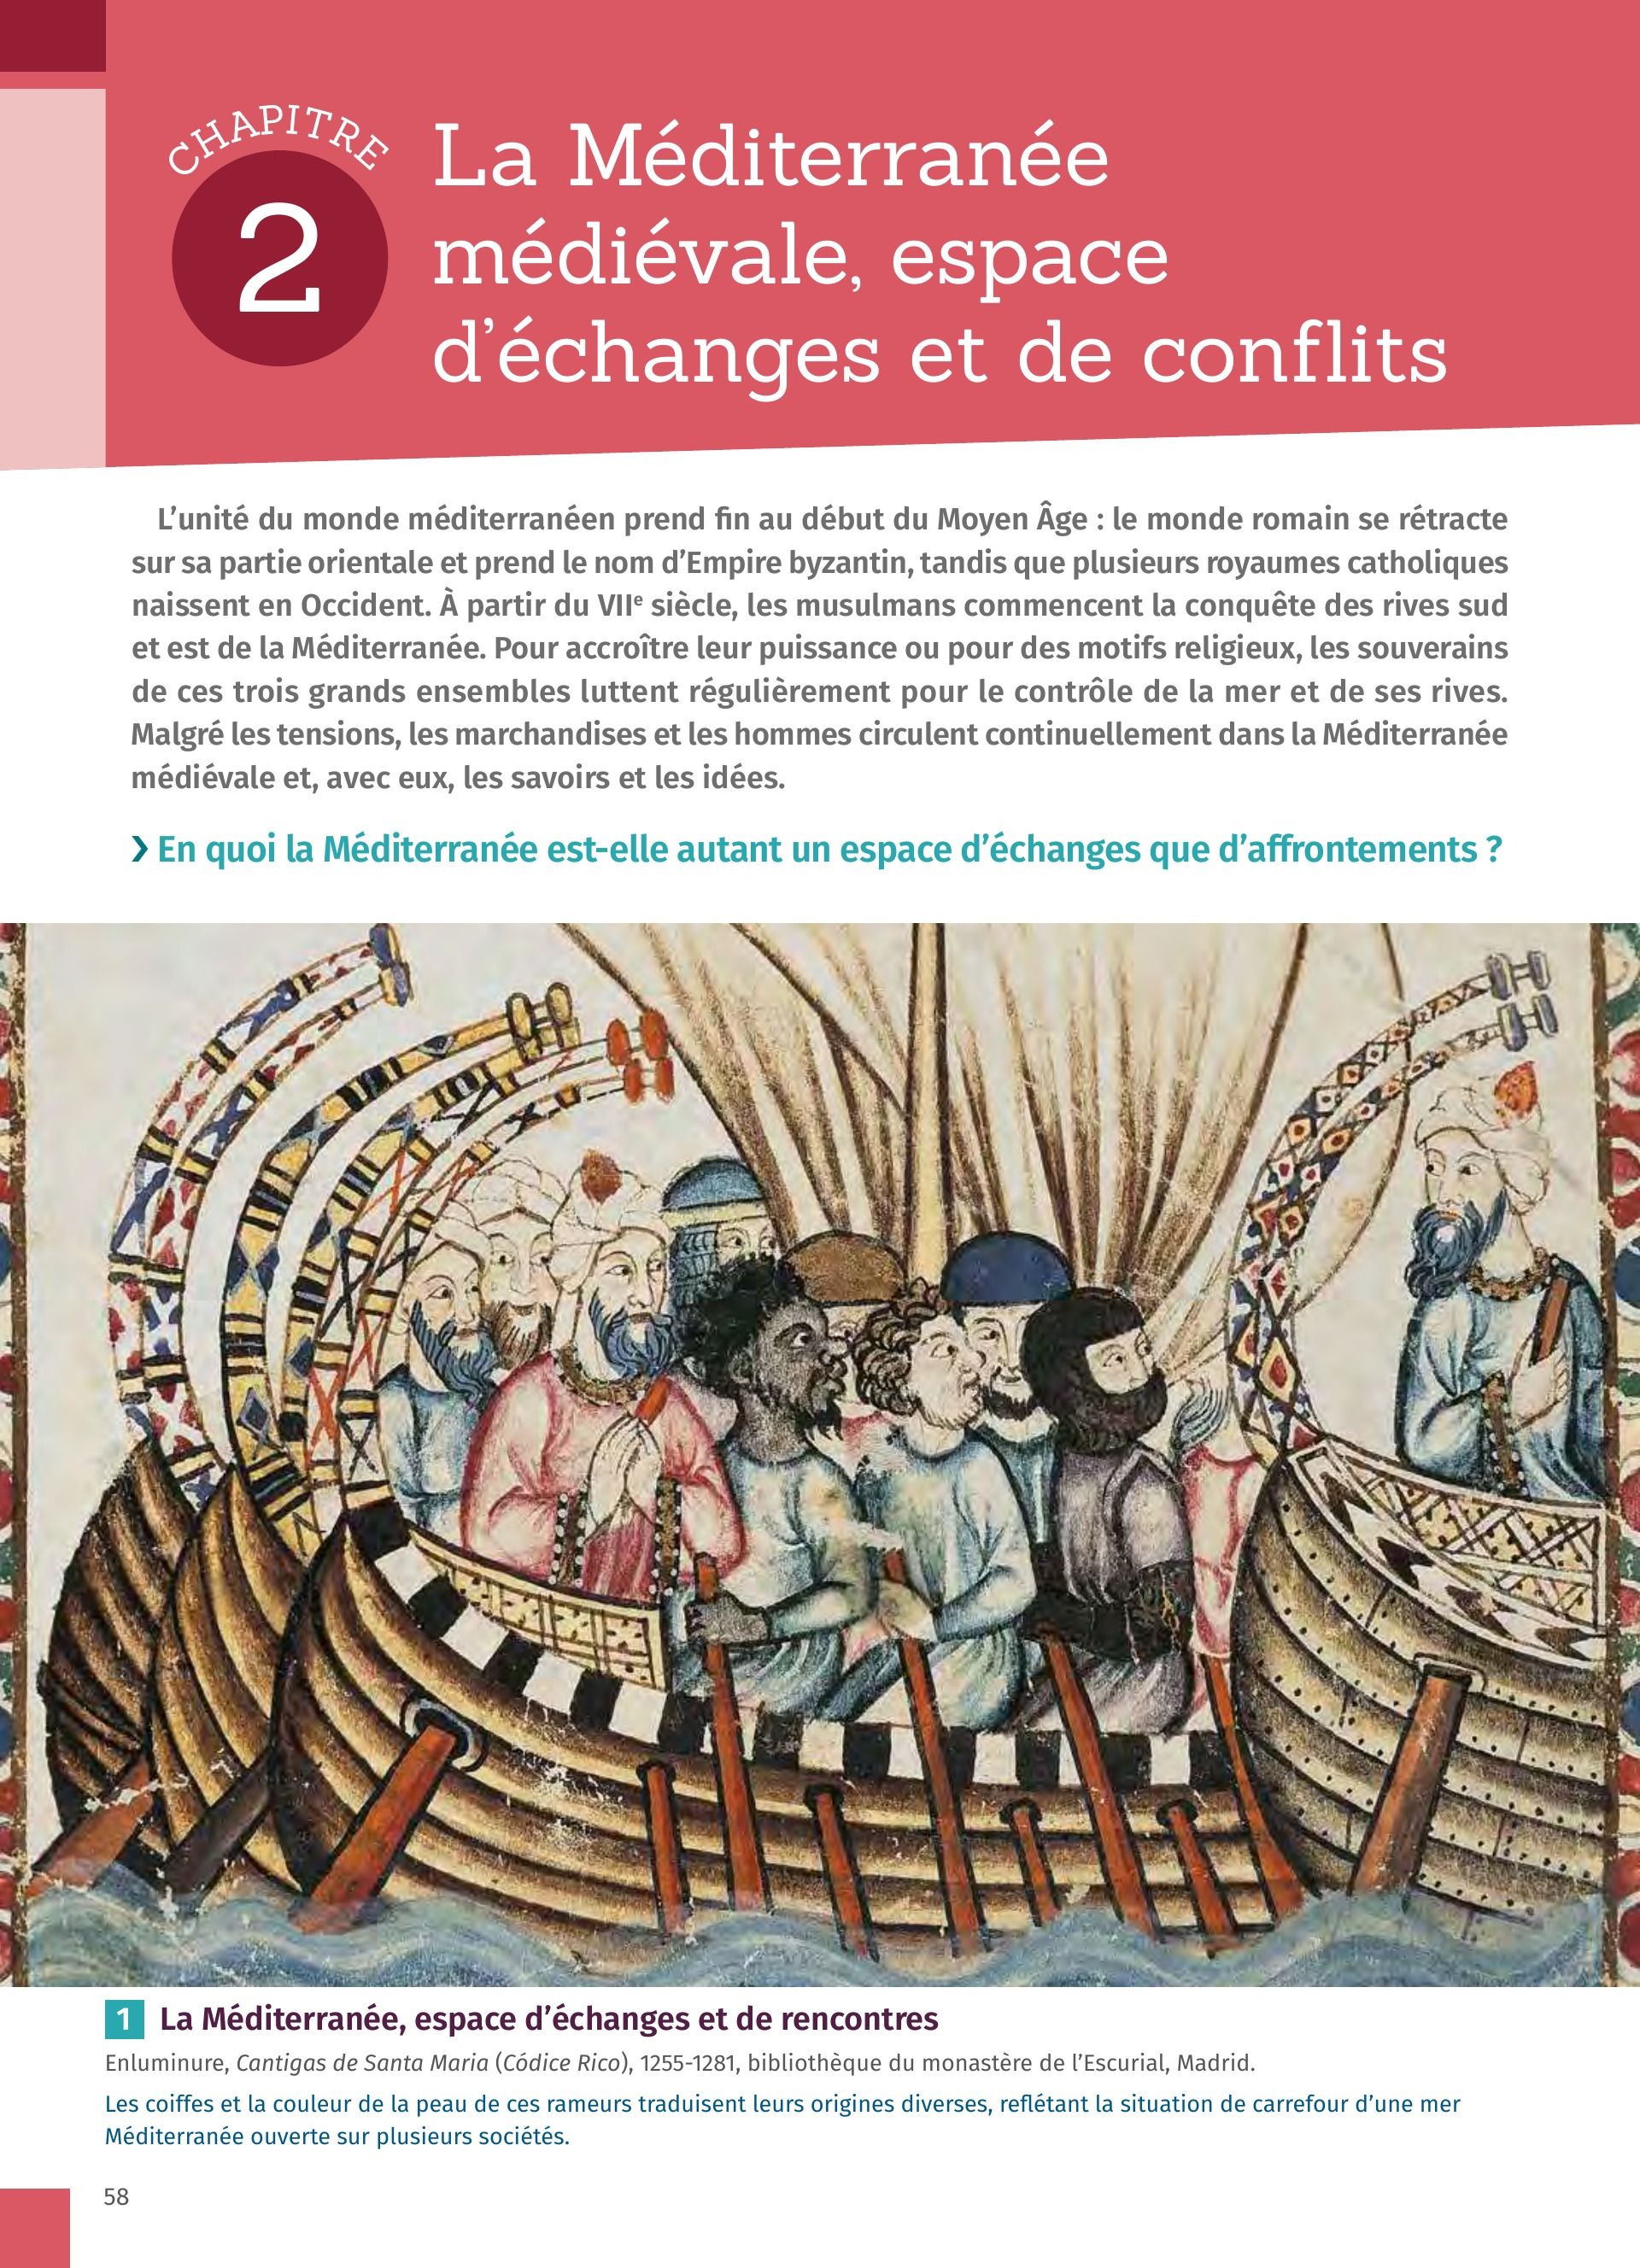 CHAPITRE
2
La Méditerranée
médiévale, espace
d'échanges et de conflits
L'unité du monde méditerranéen prend fin au début du Moyen Âge : le monde romain se rétracte
sur sa partie orientale et prend le nom d'Empire byzantin, tandis que plusieurs royaumes catholiques
naissent en Occident. À partir du VIIᵉ siècle, les musulmans commencent la conquête des rives sud
et est de la Méditerranée. Pour accroître leur puissance ou pour des motifs religieux, les souverains
de ces trois grands ensembles luttent régulièrement pour le contrôle de la mer et de ses rives.
Malgré les tensions, les marchandises et les hommes circulent continuellement dans la Méditerranée
médiévale et, avec eux, les savoirs et les idées.
❯ En quoi la Méditerranée est-elle autant un espace d'échanges que d'affrontements ?
1 La Méditerranée, espace d'échanges et de rencontres
Enluminure, Cantigas de Santa Maria (Códice Rico), 1255-1281, bibliothèque du monastère de l'Escurial, Madrid.
Les coiffes et la couleur de la peau de ces rameurs traduisent leurs origines diverses, reflétant la situation de carrefour d'une mer
Méditerranée ouverte sur plusieurs sociétés.
58